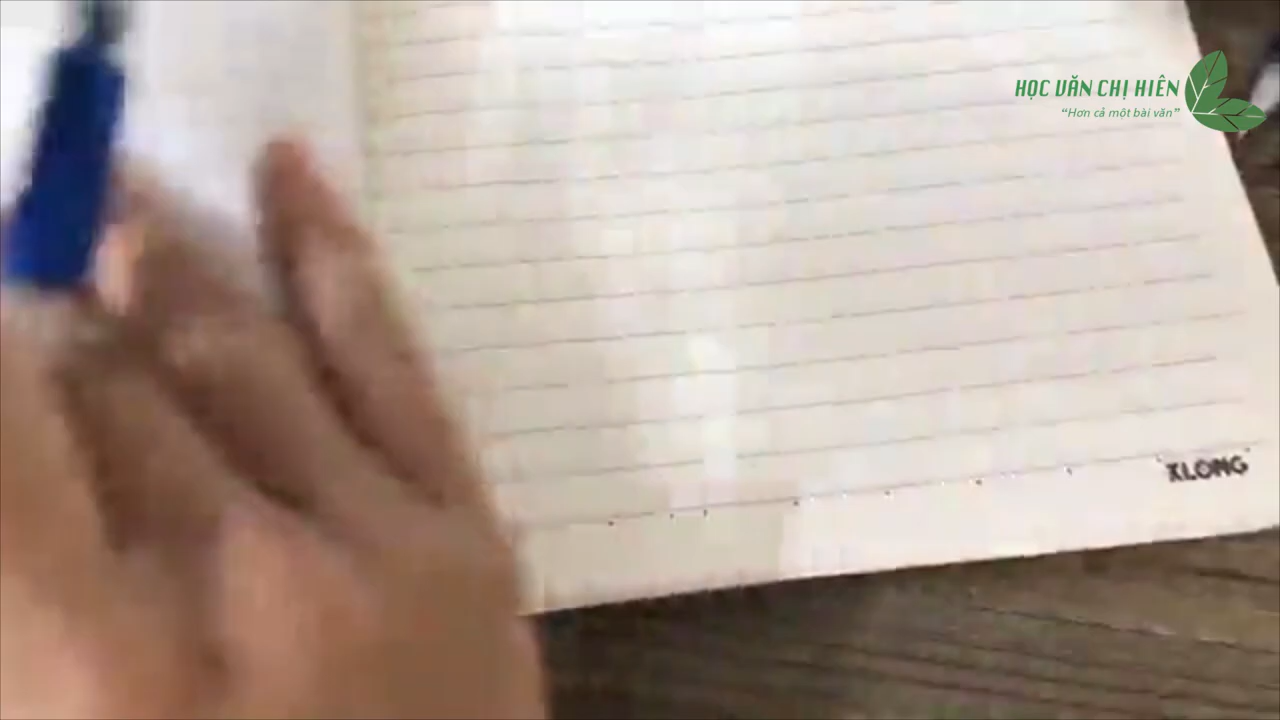 HỌC VĂN CHỊ HIÊN
“Hơn cả một bài văn”
KLONG